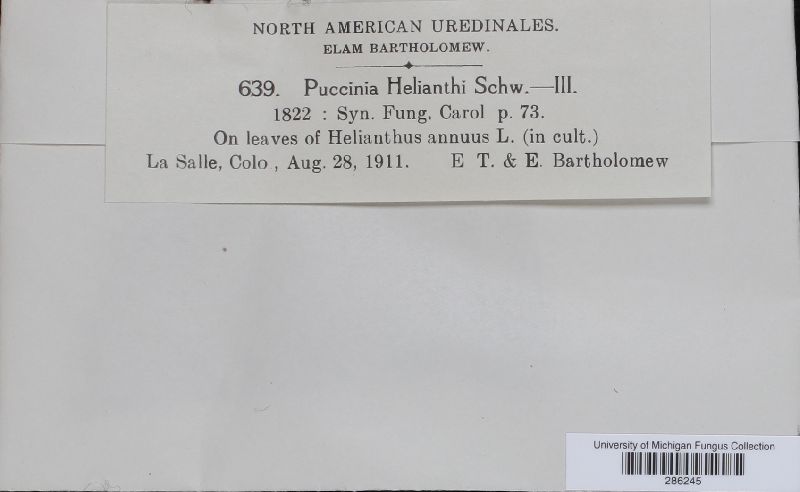 NORTH AMERICAN UREDINALES.
ELAM BARTHOLOMEW.
639. Puccinia Helianthi Schw.—III.
1822 : Syn. Fung. Carol p. 73.
On leaves of Helianthus annuus L. (in cult.)
La Salle, Colo , Aug. 28, 1911. E T. & E. Bartholomew
University of Michigan Fungus Collection
286245